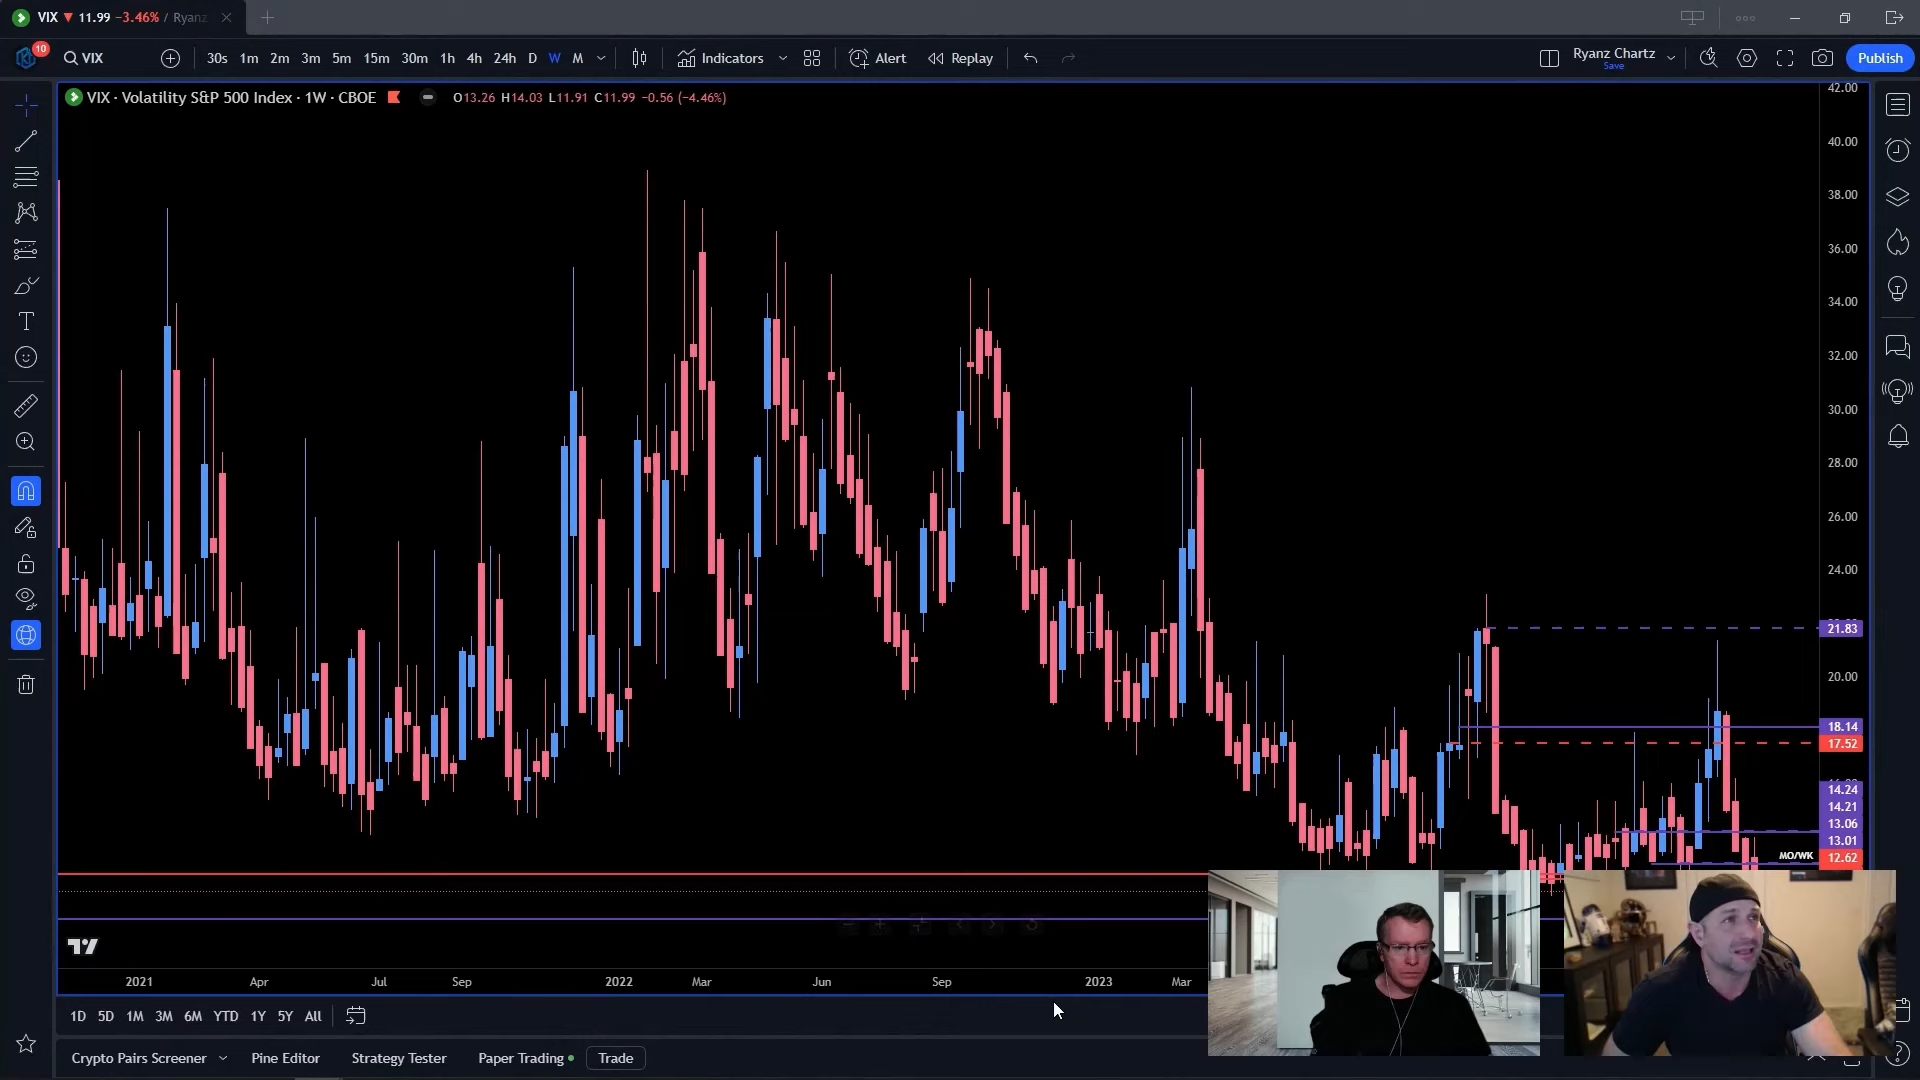 VIX ▼ 11.99 −3.46% / Ryanz
10
VIX
30s 1m 2m 3m 5m 15m 30m 1h 4h 24h D W M
Indicators
Alert
Replay
Ryanz Chartz
Save
Publish
VIX · Volatility S&P 500 Index · 1W · CBOE
O13.26 H14.03 L11.91 C11.99 −0.56 (−4.46%)
42.00
40.00
38.00
36.00
34.00
32.00
30.00
28.00
26.00
24.00
21.83
20.00
18.14
17.52
14.24
14.21
13.06
13.01
MO/WK 12.62
2021 Apr Jul Sep 2022 Mar Jun Sep 2023 Mar
1D 5D 1M 3M 6M YTD 1Y 5Y All
Crypto Pairs Screener Pine Editor Strategy Tester Paper Trading Trade